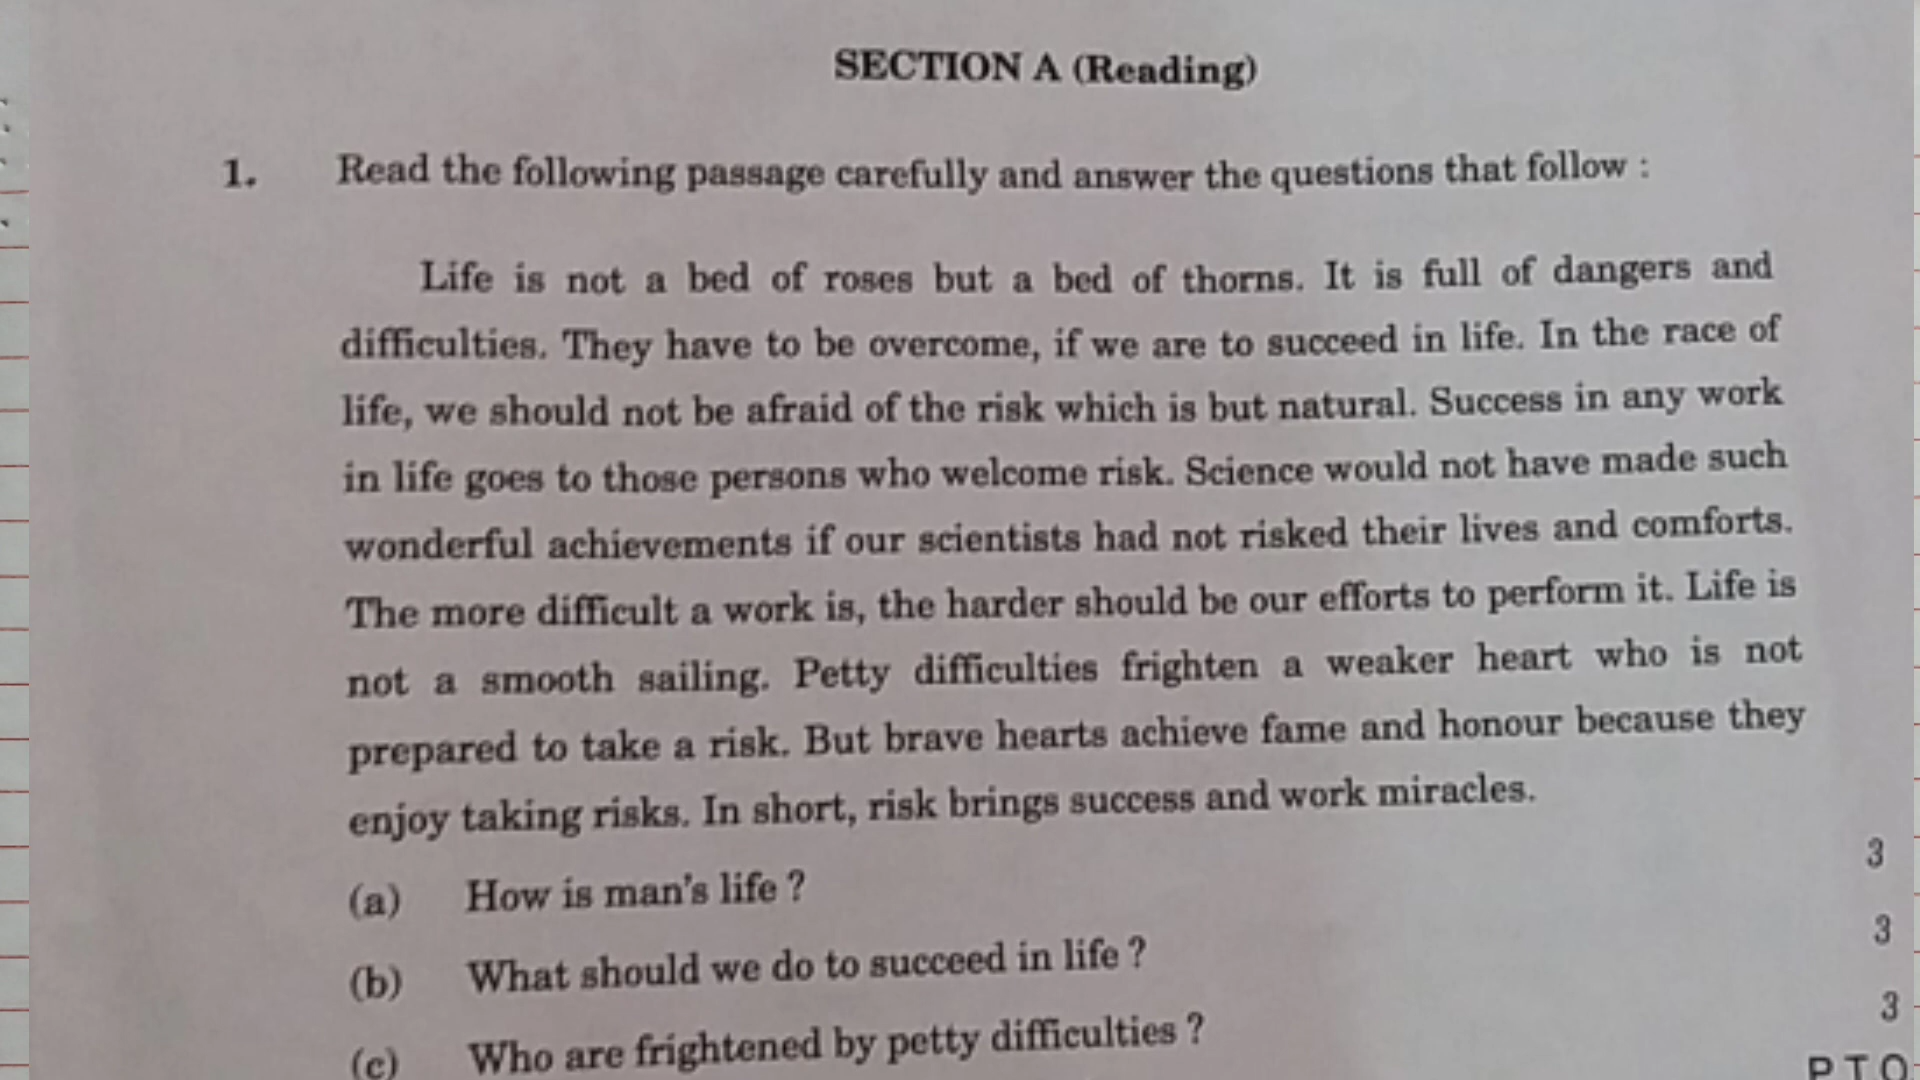 SECTION A (Reading)
1. Read the following passage carefully and answer the questions that follow :
Life is not a bed of roses but a bed of thorns. It is full of dangers and
difficulties. They have to be overcome, if we are to succeed in life. In the race of
life, we should not be afraid of the risk which is but natural. Success in any work
in life goes to those persons who welcome risk. Science would not have made such
wonderful achievements if our scientists had not risked their lives and comforts.
The more difficult a work is, the harder should be our efforts to perform it. Life is
not a smooth sailing. Petty difficulties frighten a weaker heart who is not
prepared to take a risk. But brave hearts achieve fame and honour because they
enjoy taking risks. In short, risk brings success and work miracles.
(a) How is man's life ? 3
(b) What should we do to succeed in life ? 3
(c) Who are frightened by petty difficulties ? 3
P T O